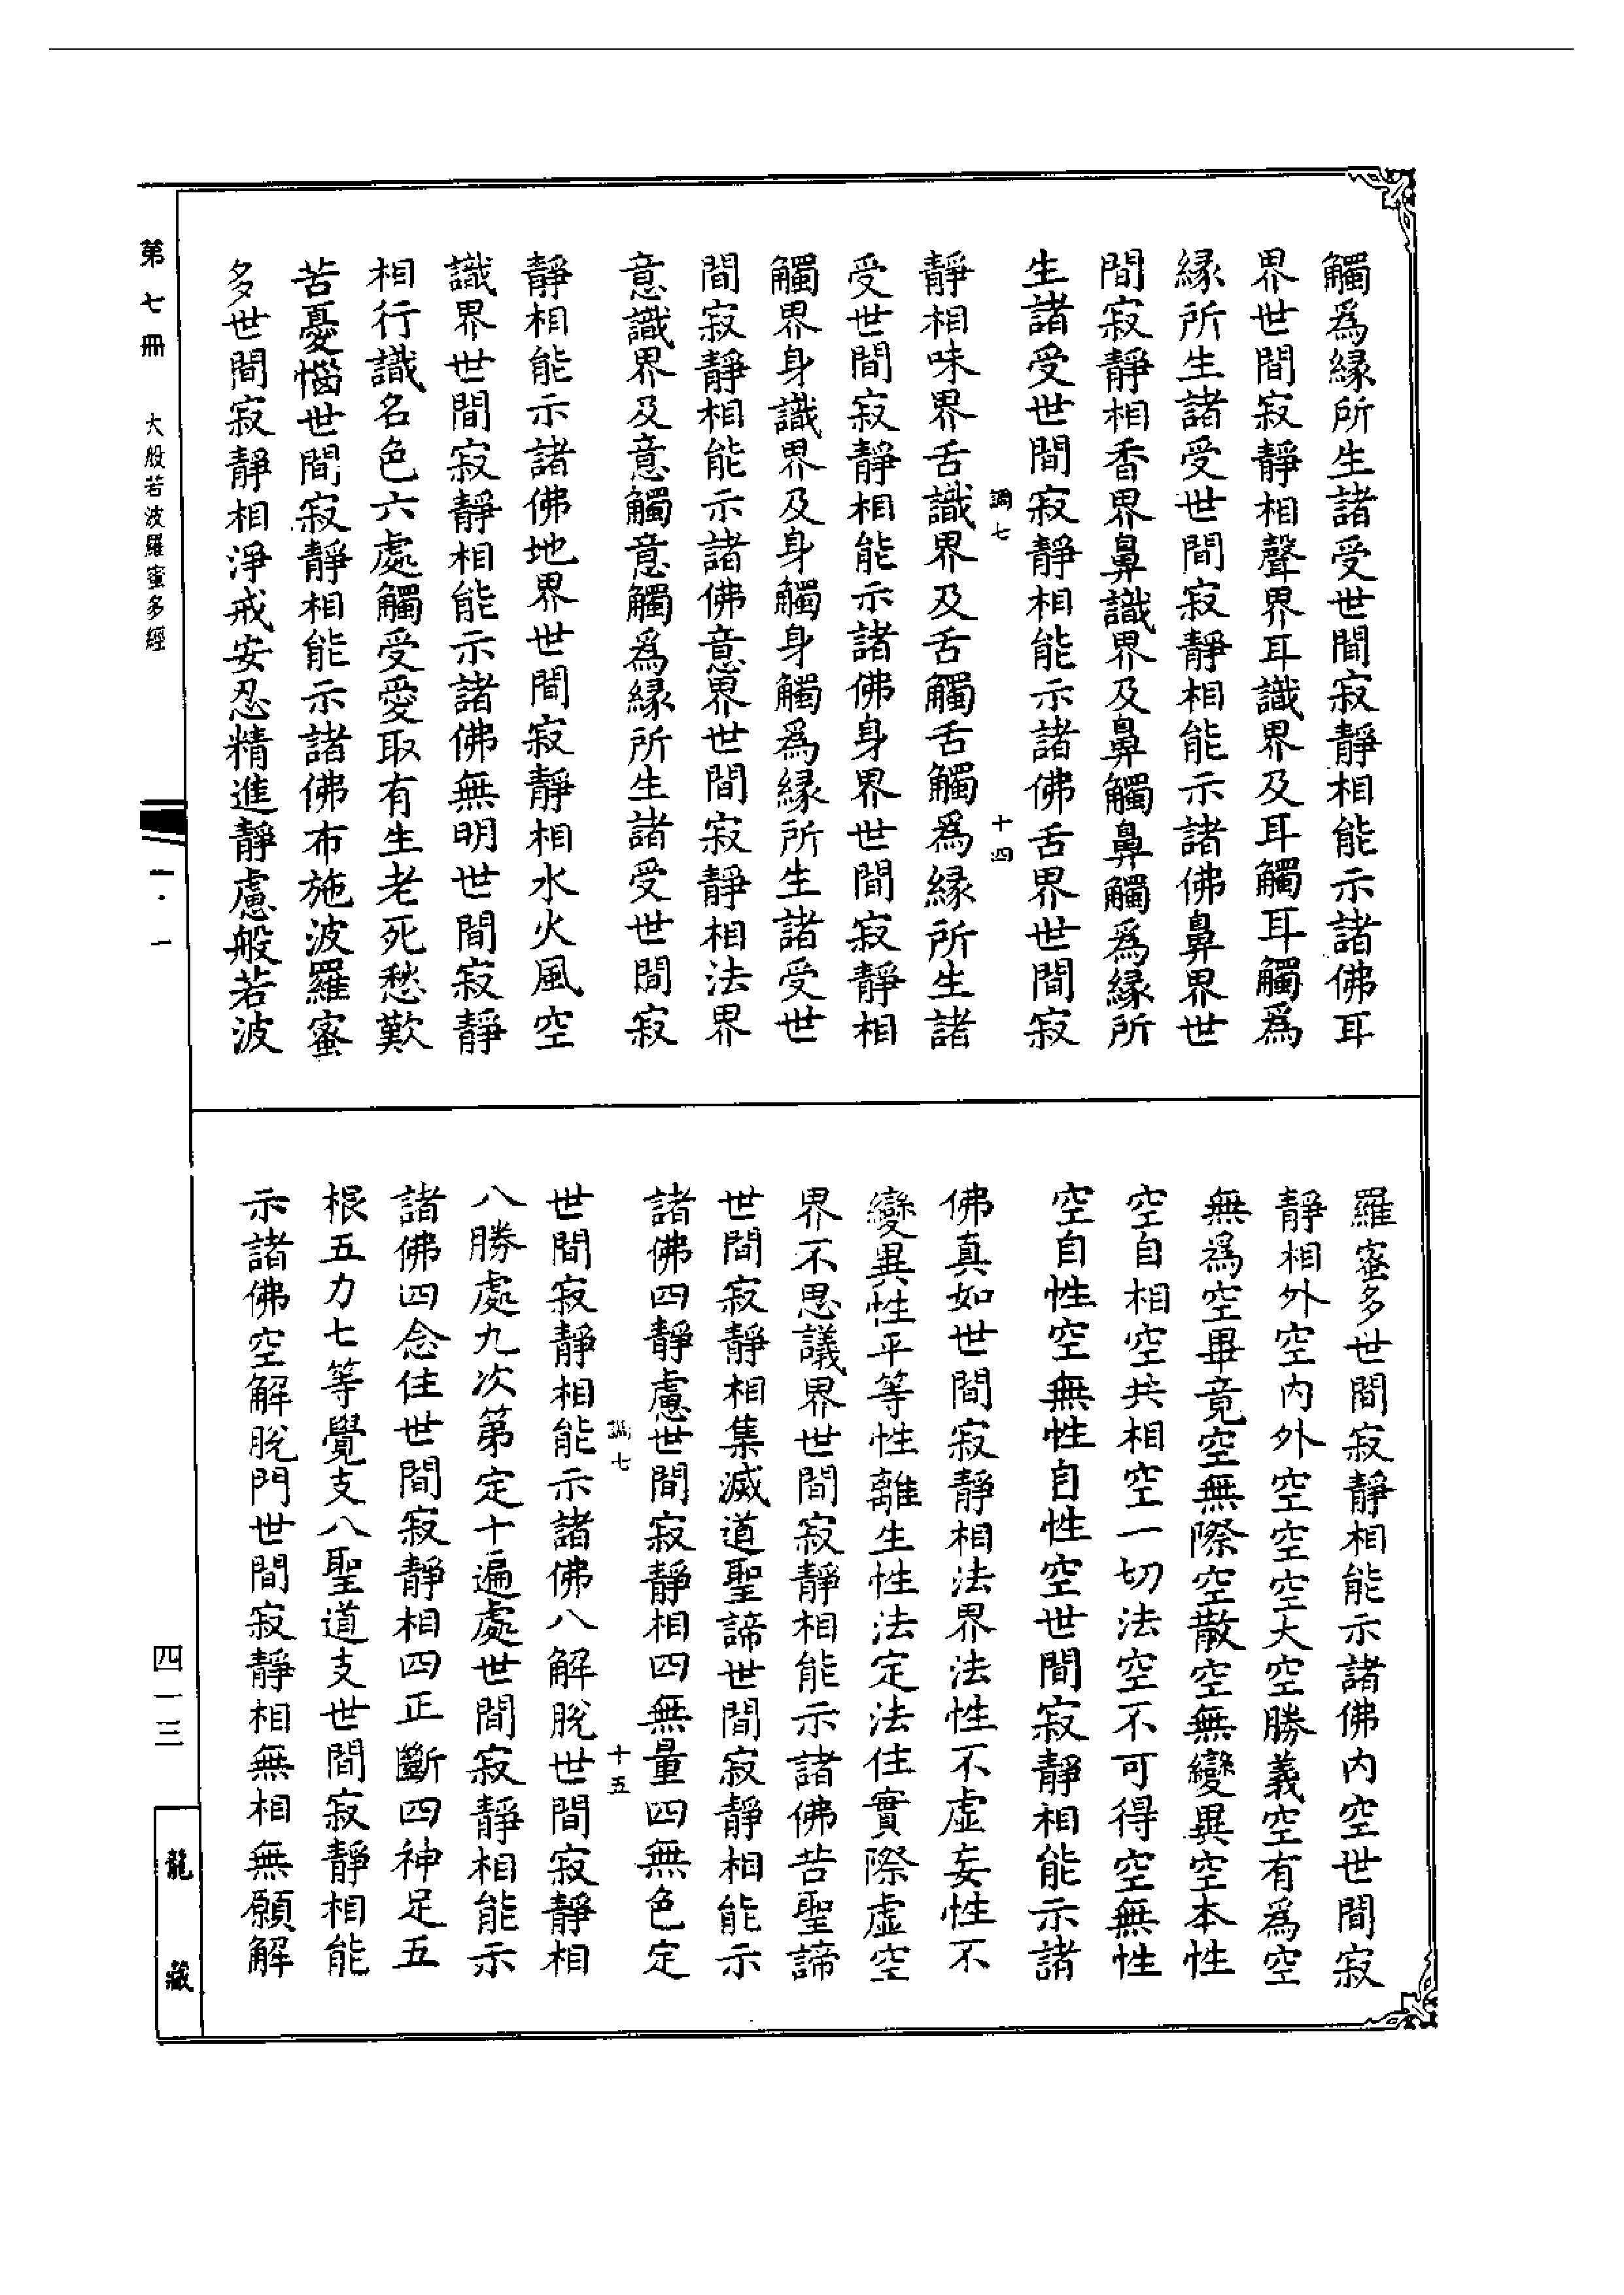 觸爲緣所生諸受世間寂靜相能示諸佛耳
界世間寂靜相聲界耳識界及耳觸耳觸爲
緣所生諸受世間寂靜相能示諸佛鼻界世
間寂靜相香界鼻識界及鼻觸鼻觸爲緣所
生諸受世間寂靜相能示諸佛舌界世間寂
調七 十四
靜相味界舌識界及舌觸舌觸爲緣所生諸
受世間寂靜相能示諸佛身界世間寂靜相
觸界身識界及身觸身觸爲緣所生諸受世
間寂靜相能示諸佛意界世間寂靜相法界
意識界及意觸意觸爲緣所生諸受世間寂
靜相能示諸佛地界世間寂靜相水火風空
識界世間寂靜相能示諸佛無明世間寂靜
相行識名色六處觸受愛取有生老死愁歎
苦憂惱世間寂靜相能示諸佛布施波羅蜜
多世間寂靜相淨戒安忍精進靜慮般若波
羅蜜多世間寂靜相能示諸佛內空世間寂
靜相外空內外空空空大空勝義空有爲空
無爲空畢竟空無際空散空無變異空本性
空自相空共相空一切法空不可得空無性
空自性空無性自性空世間寂靜相能示諸
佛真如世間寂靜相法界法性不虛妄性不
變異性平等性離生性法定法住實際虛空
界不思議界世間寂靜相能示諸佛苦聖諦
世間寂靜相集滅道聖諦世間寂靜相能示
諸佛四靜慮世間寂靜相四無量四無色定
調七 十五
世間寂靜相能示諸佛八解脫世間寂靜相
八勝處九次第定十遍處世間寂靜相能示
諸佛四念住世間寂靜相四正斷四神足五
根五力七等覺支八聖道支世間寂靜相能
示諸佛空解脫門世間寂靜相無相無願解
第七冊 大般若波羅蜜多經
一·一
四一三
龍藏